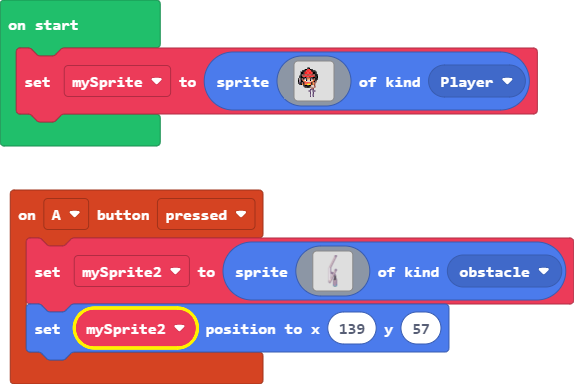 on start
set mySprite to sprite of kind Player
on A button pressed
set mySprite2 to sprite of kind obstacle
set mySprite2 position to x 139 y 57